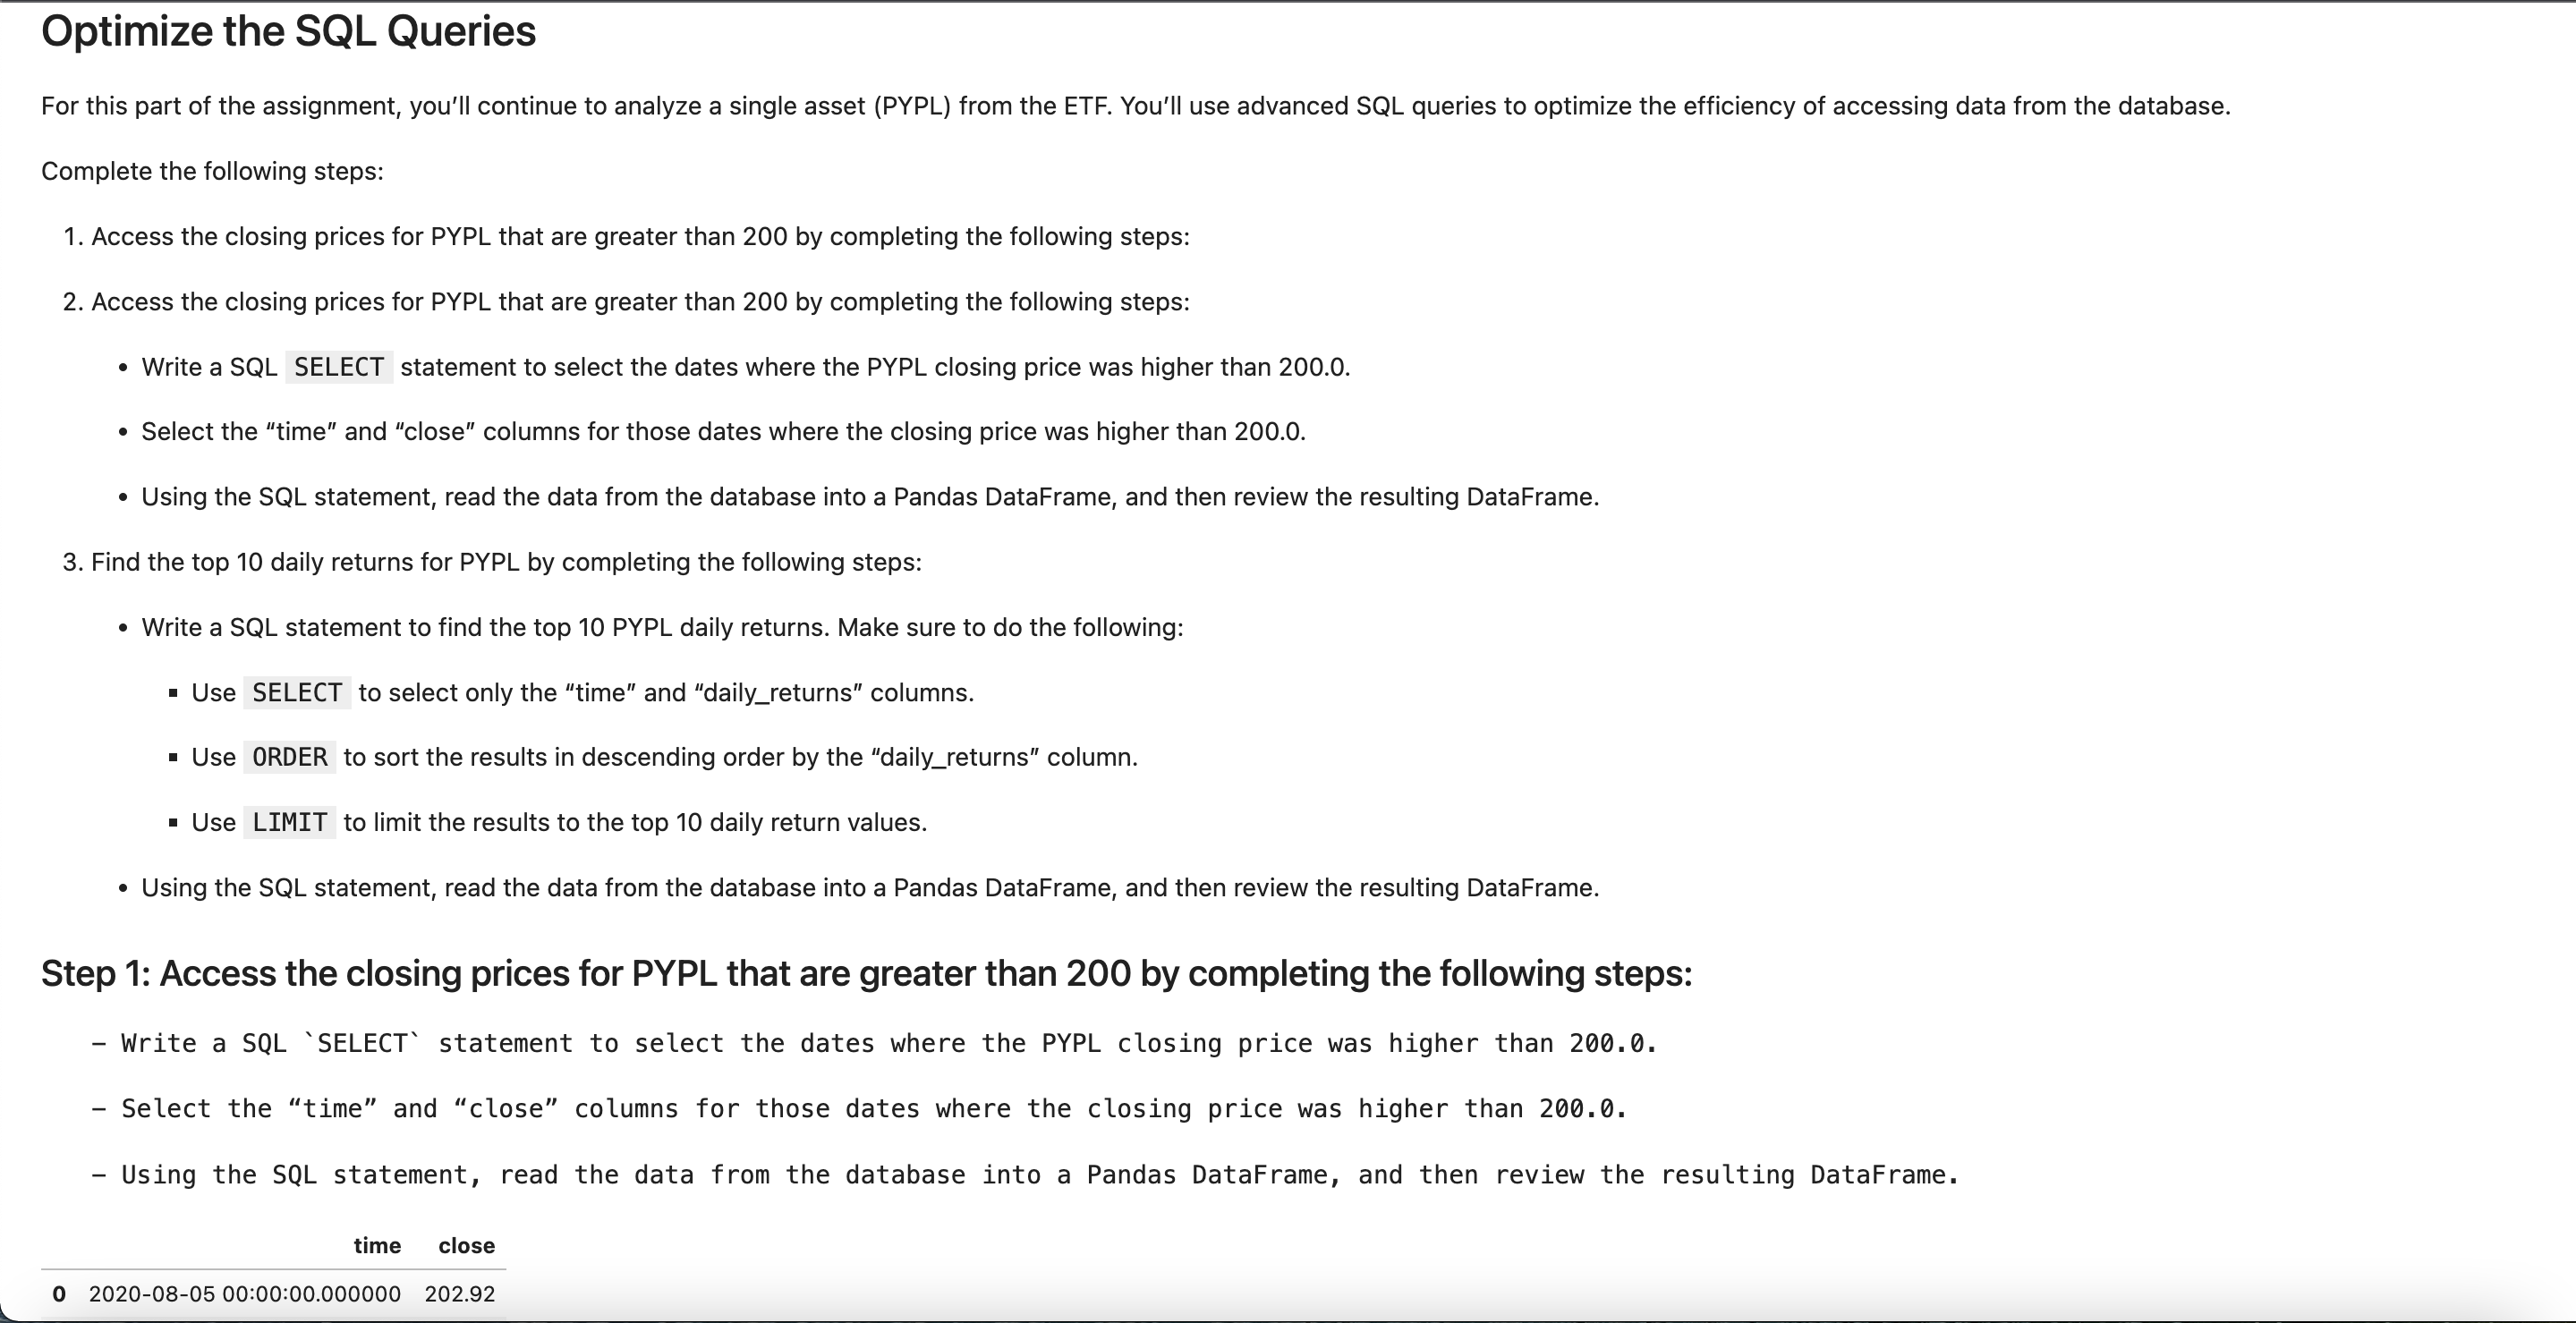 Optimize the SQL Queries
For this part of the assignment, you’ll continue to analyze a single asset (PYPL) from the ETF. You’ll use advanced SQL queries to optimize the efficiency of accessing data from the database.
Complete the following steps:
1. Access the closing prices for PYPL that are greater than 200 by completing the following steps:
2. Access the closing prices for PYPL that are greater than 200 by completing the following steps:
• Write a SQL SELECT statement to select the dates where the PYPL closing price was higher than 200.0.
• Select the “time” and “close” columns for those dates where the closing price was higher than 200.0.
• Using the SQL statement, read the data from the database into a Pandas DataFrame, and then review the resulting DataFrame.
3. Find the top 10 daily returns for PYPL by completing the following steps:
• Write a SQL statement to find the top 10 PYPL daily returns. Make sure to do the following:
▪ Use SELECT to select only the “time” and “daily_returns” columns.
▪ Use ORDER to sort the results in descending order by the “daily_returns” column.
▪ Use LIMIT to limit the results to the top 10 daily return values.
• Using the SQL statement, read the data from the database into a Pandas DataFrame, and then review the resulting DataFrame.
Step 1: Access the closing prices for PYPL that are greater than 200 by completing the following steps:
– Write a SQL `SELECT` statement to select the dates where the PYPL closing price was higher than 200.0.
– Select the “time” and “close” columns for those dates where the closing price was higher than 200.0.
– Using the SQL statement, read the data from the database into a Pandas DataFrame, and then review the resulting DataFrame.
time close
0 2020-08-05 00:00:00.000000 202.92